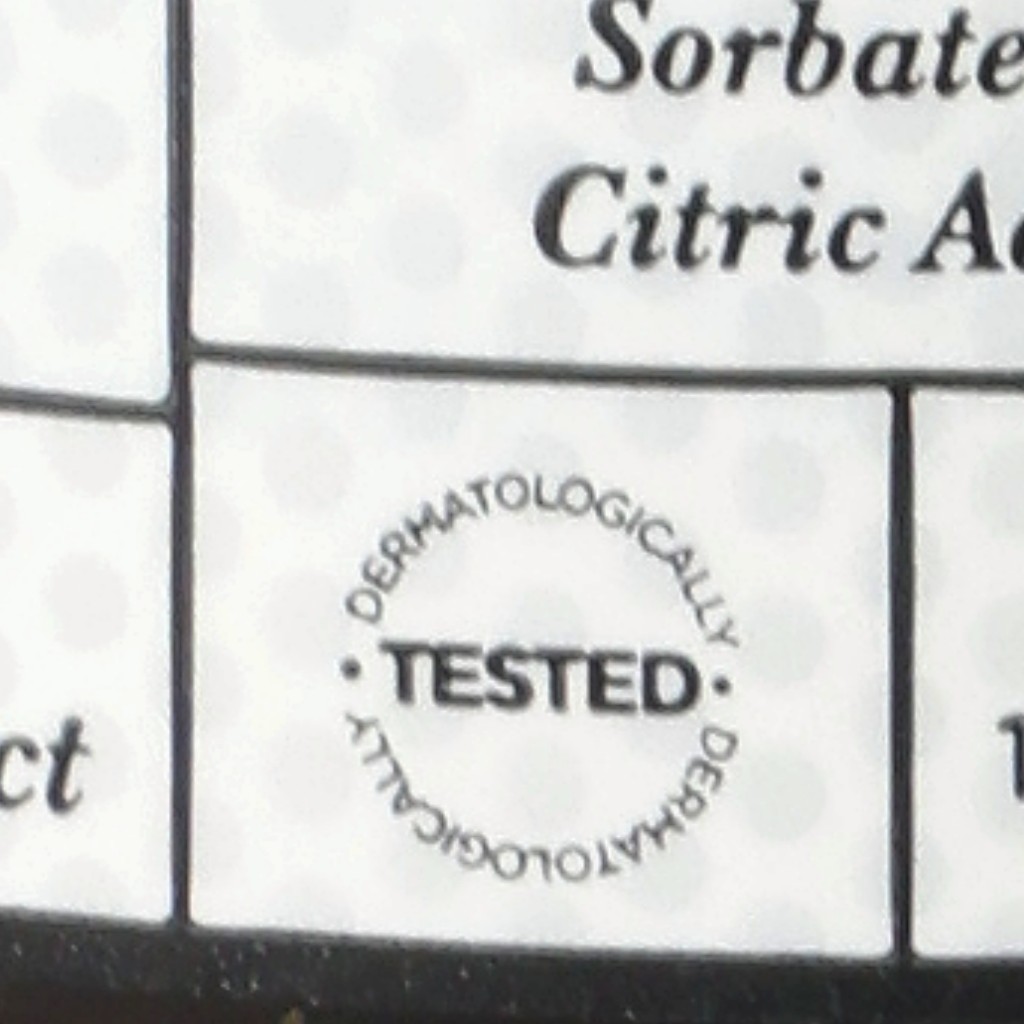 Sorbate
Citric
ct
DERMATOLOGICALLY
• TESTED •
DERMATOLOGICALLY